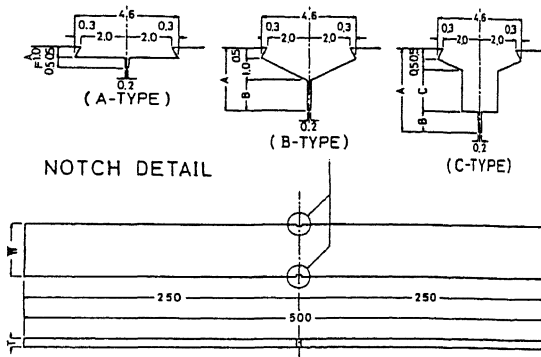 4,6
0,3 0,3
2,0 2,0
A
F1,0
0,5 0,5
0,2
(A-TYPE)
4,6
0,3 0,3
2,0 2,0
0,5
A
1,0
B
0,2
(B-TYPE)
4,6
0,3 0,3
2,0 2,0
0,5 0,5
A
C
B
0,2
(C-TYPE)
NOTCH DETAIL
W
250 250
500
T